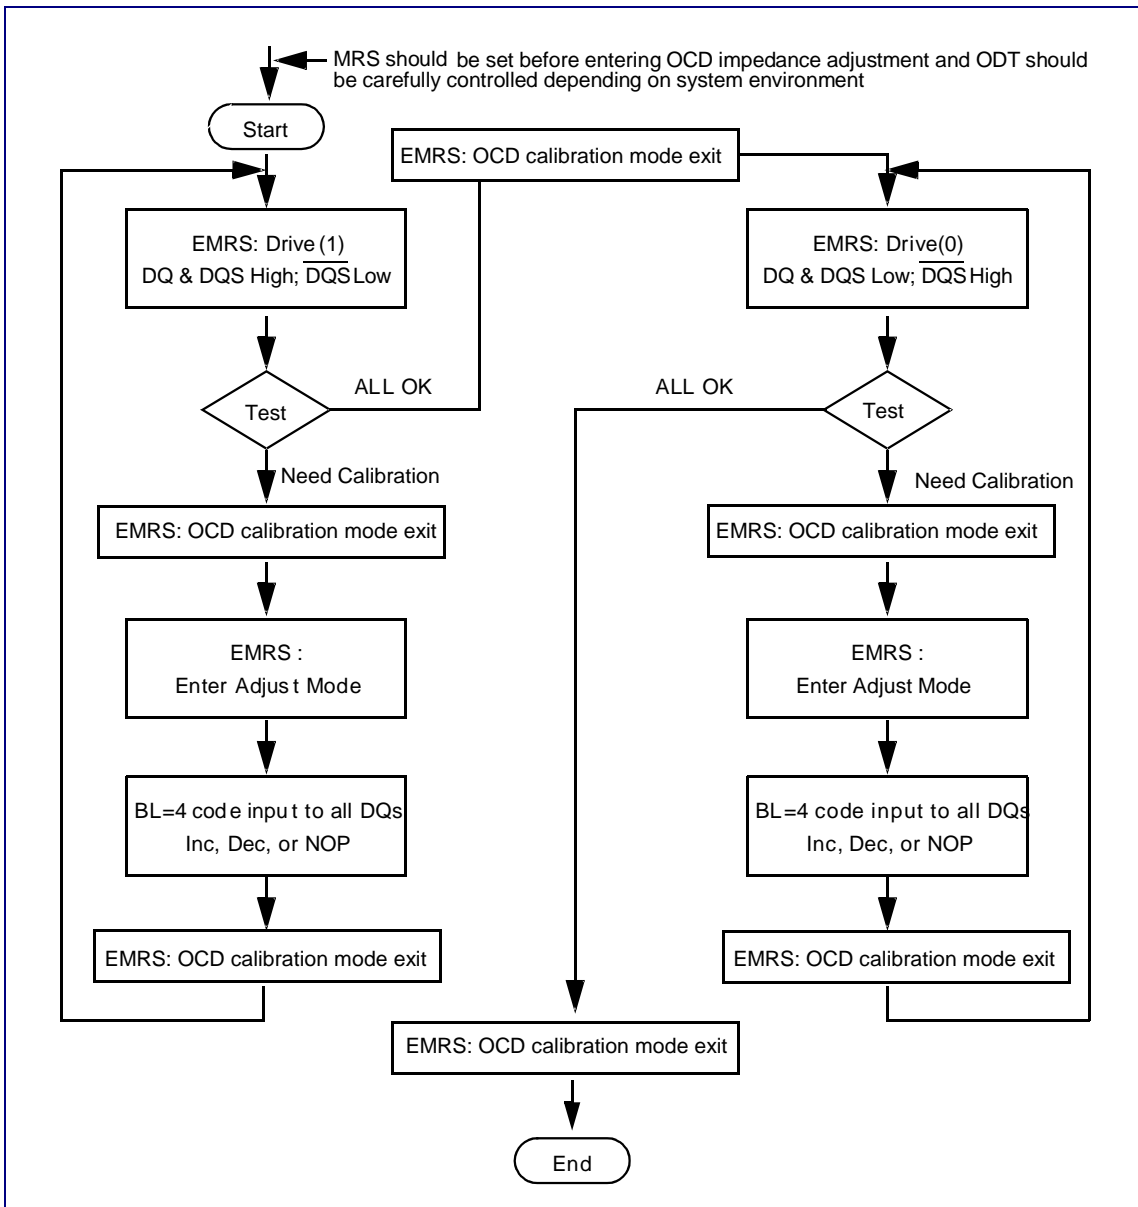 MRS should be set before entering OCD impedance adjustment and ODT should
be carefully controlled depending on system environment
Start
EMRS: OCD calibration mode exit
EMRS: Drive(1)
DQ & DQS High; D̅Q̅S̅ Low
Test
ALL OK
Need Calibration
EMRS: OCD calibration mode exit
EMRS :
Enter Adjust Mode
BL=4 code input to all DQs
Inc, Dec, or NOP
EMRS: OCD calibration mode exit
EMRS: Drive(0)
DQ & DQS Low; D̅Q̅S̅ High
ALL OK
Test
Need Calibration
EMRS: OCD calibration mode exit
EMRS :
Enter Adjust Mode
BL=4 code input to all DQs
Inc, Dec, or NOP
EMRS: OCD calibration mode exit
EMRS: OCD calibration mode exit
End